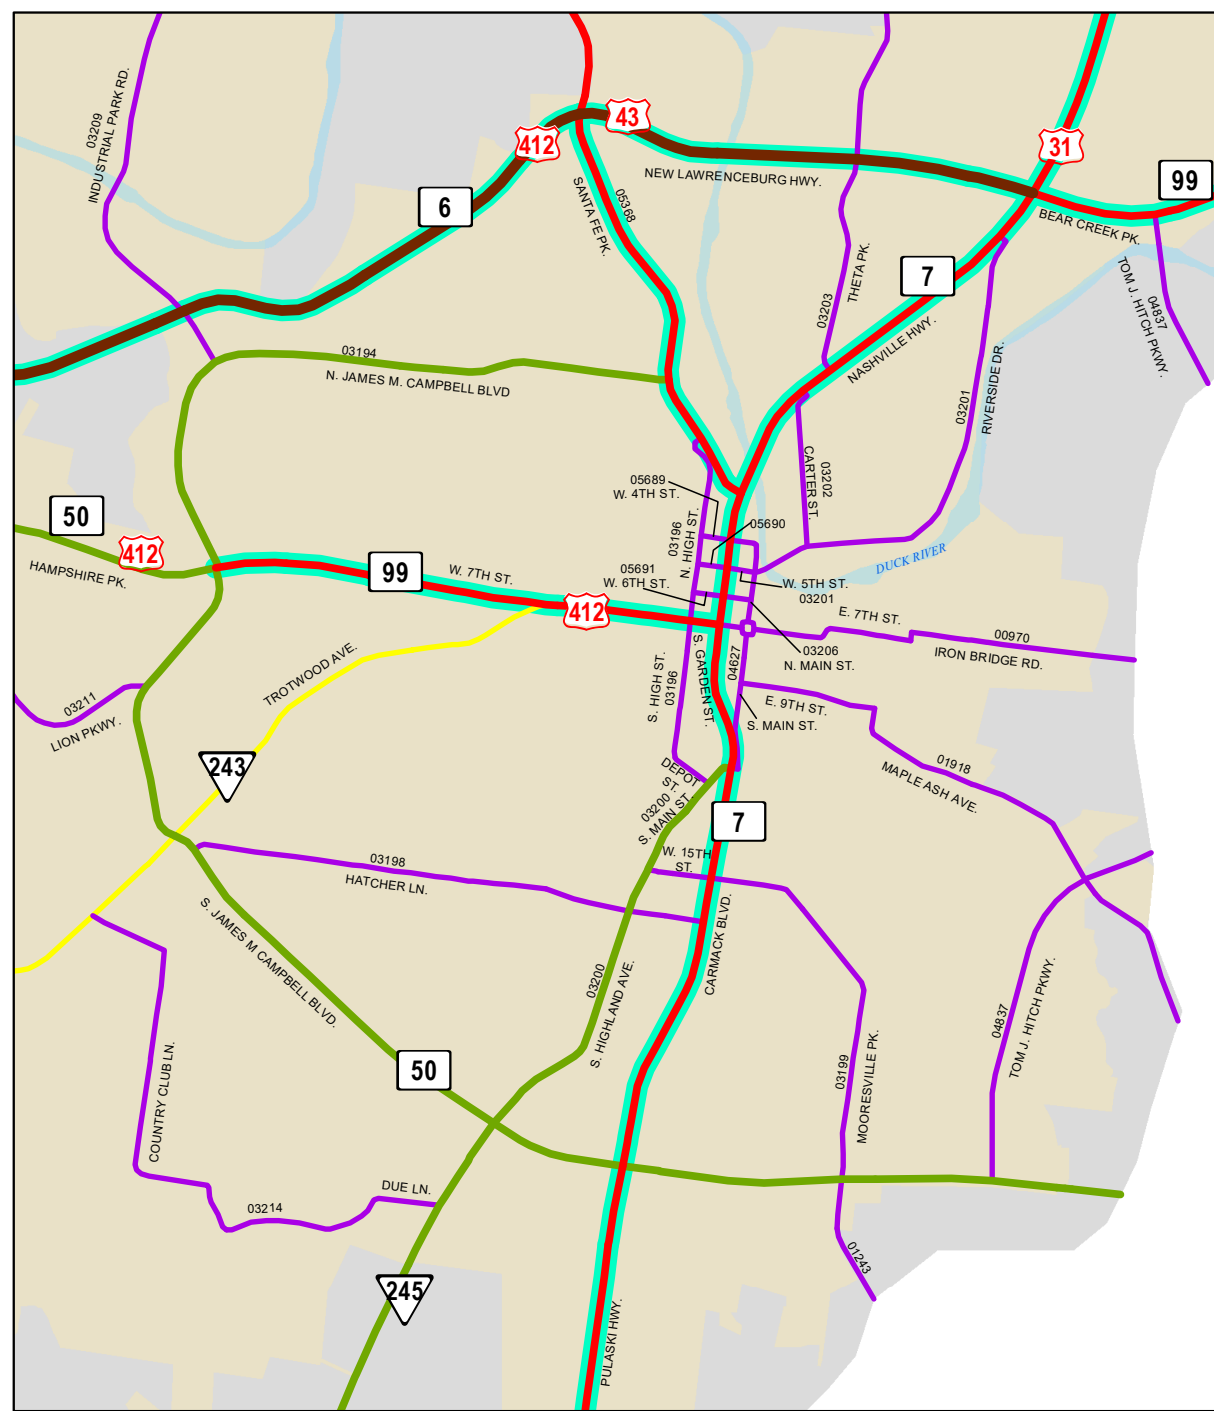 03209
INDUSTRIAL PARK RD.
43
412
31
99
6
NEW LAWRENCEBURG HWY.
SANTA FE PK.
05368
BEAR CREEK PK.
TOM J. HITCH PKWY.
04837
7
THETA PK.
03203
NASHVILLE HWY.
RIVERSIDE DR.
03201
03194
N. JAMES M. CAMPBELL BLVD
CARTER ST.
03202
05689
W. 4TH ST.
05690
03196
N. HIGH ST.
50
412
HAMPSHIRE PK.
99
W. 7TH ST.
DUCK RIVER
05691
W. 6TH ST.
W. 5TH ST.
03201
412
E. 7TH ST.
00970
IRON BRIDGE RD.
03206
N. MAIN ST.
TROTWOOD AVE.
S. HIGH ST.
03196
S. GARDEN ST.
04627
03211
LION PKWY.
E. 9TH ST.
S. MAIN ST.
243
DEPOT
ST.
03200
S. MAIN ST.
01918
MAPLE ASH AVE.
7
W. 15TH
ST.
03198
HATCHER LN.
S. JAMES M CAMPBELL BLVD.
CARMACK BLVD.
03200
S. HIGHLAND AVE.
04837
TOM J. HITCH PKWY.
50
COUNTRY CLUB LN.
03199
MOORESVILLE PK.
DUE LN.
03214
01243
245
PULASKI HWY.